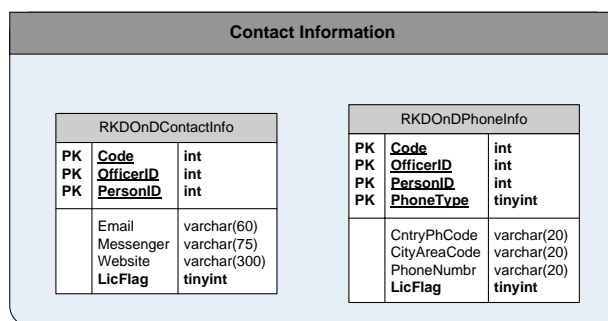 Contact Information
RKDOnDContactInfo
PK Code int
PK OfficerID int
PK PersonID int
Email varchar(60)
Messenger varchar(75)
Website varchar(300)
LicFlag tinyint
RKDOnDPhoneInfo
PK Code int
PK OfficerID int
PK PersonID int
PK PhoneType tinyint
CntryPhCode varchar(20)
CityAreaCode varchar(20)
PhoneNumbr varchar(20)
LicFlag tinyint